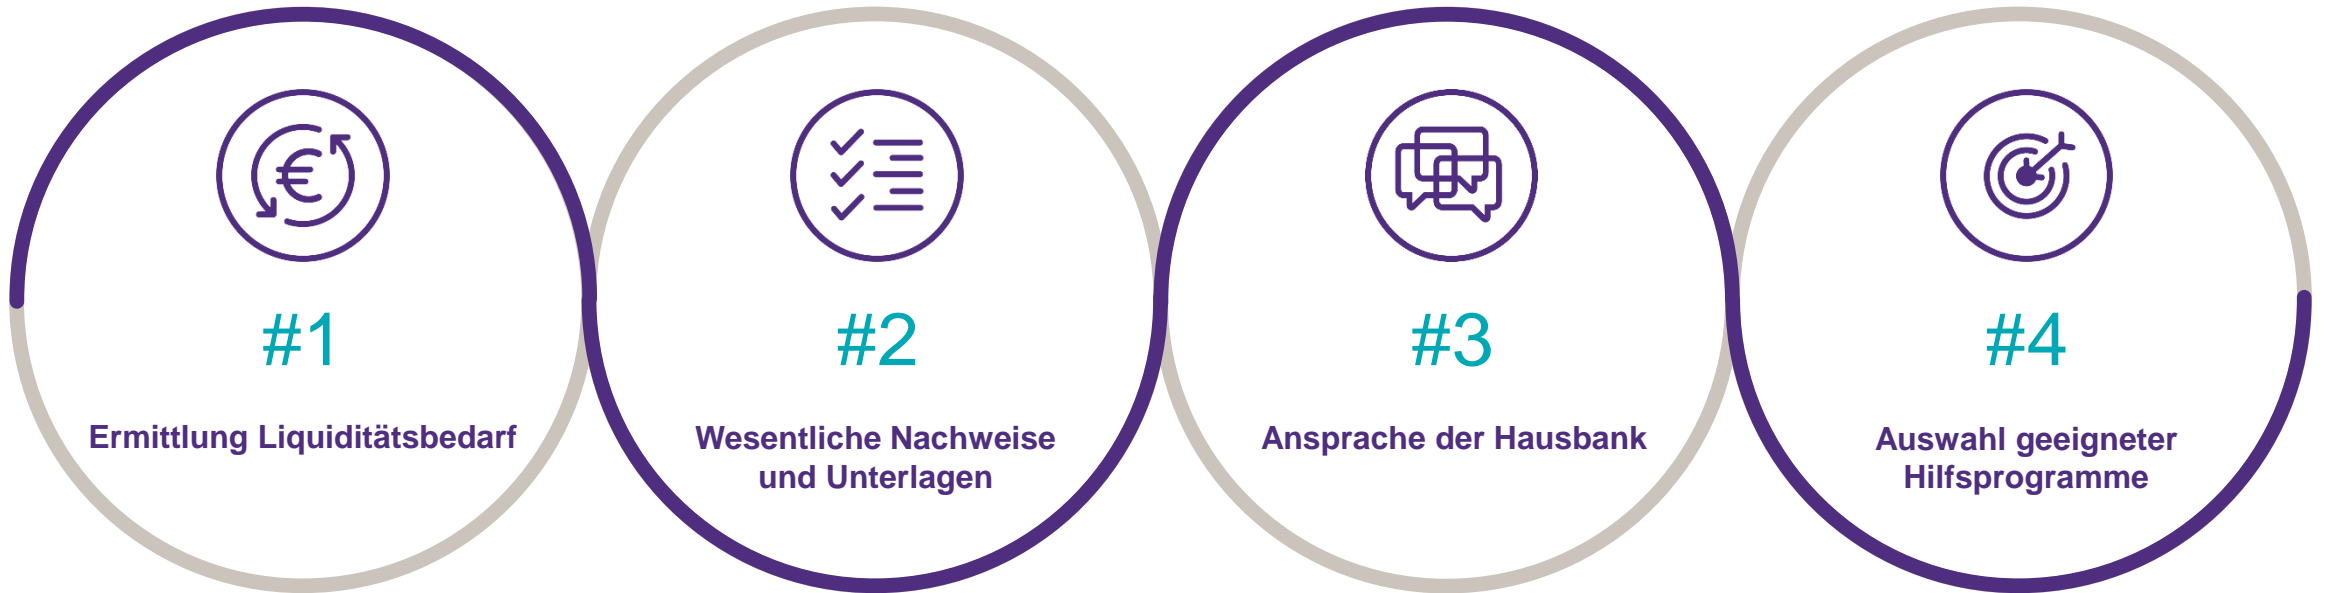 #1
Ermittlung Liquiditätsbedarf
#2
Wesentliche Nachweise
und Unterlagen
#3
Ansprache der Hausbank
#4
Auswahl geeigneter
Hilfsprogramme